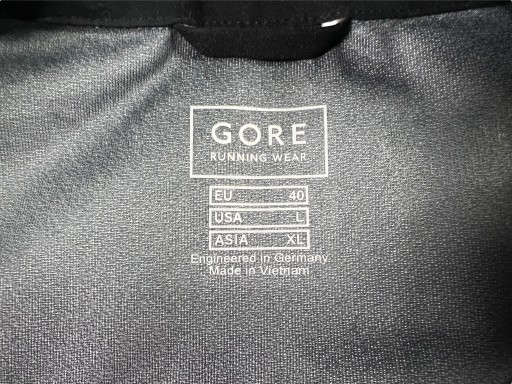 GORE
RUNNING WEAR
EU 40
USA L
ASIA XL
Engineered in Germany
Made in Vietnam